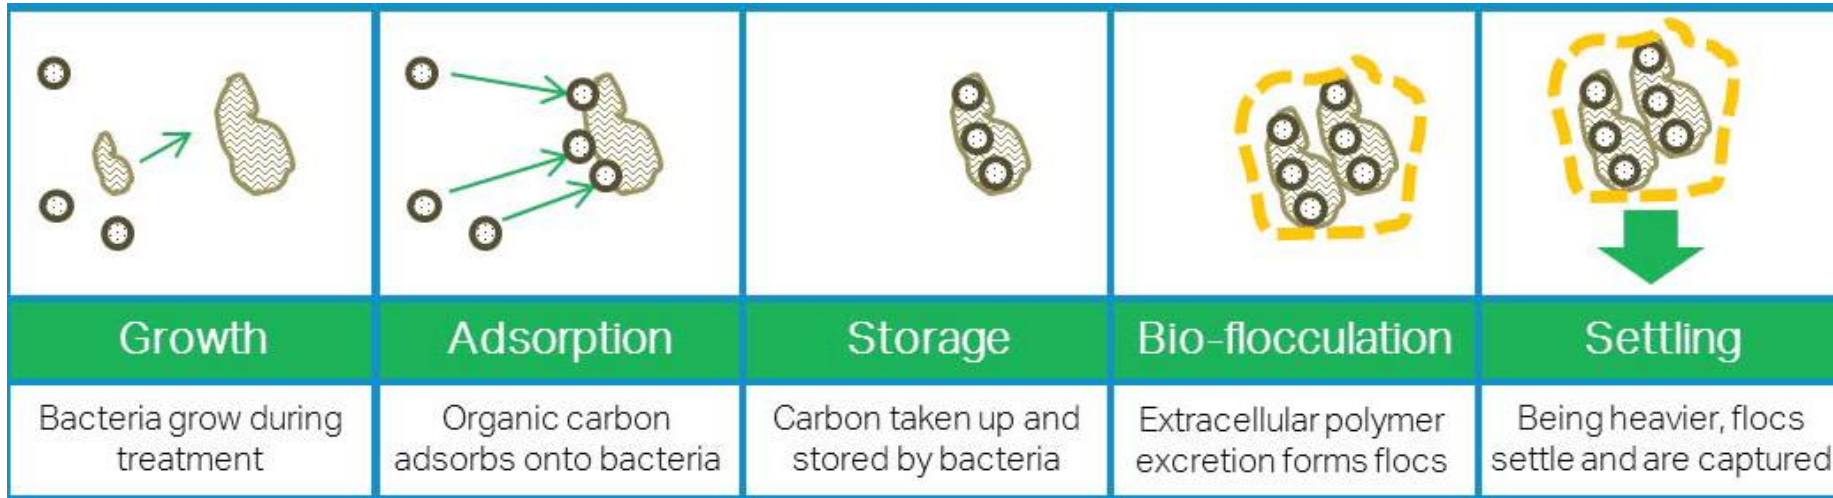 Growth
Adsorption
Storage
Bio-flocculation
Settling
Bacteria grow during
treatment
Organic carbon
adsorbs onto bacteria
Carbon taken up and
stored by bacteria
Extracellular polymer
excretion forms flocs
Being heavier, flocs
settle and are captured